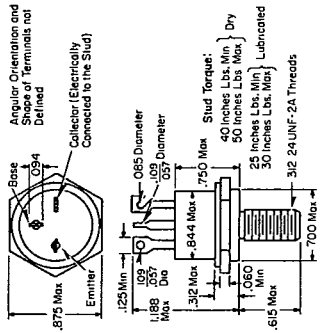 Angular Orientation and
Shape of Terminals not
Defined
Collector (Electrically
Connected to the Stud)
Base
.094
Emitter
.875 Max
.085 Diameter
.109
.057
Diameter
.750 Max
Stud Torque:
40 Inches Lbs. Min
50 Inches Lbs Max
Dry
25 Inches Lbs. Min
30 Inches Lbs. Max
Lubricated
.125 Min
.109
.057
Dia
1.188
Max
.844 Max
.312 Max
.060
Min
.615 Max
.700 Max
.312 24 UNF-2A Threads